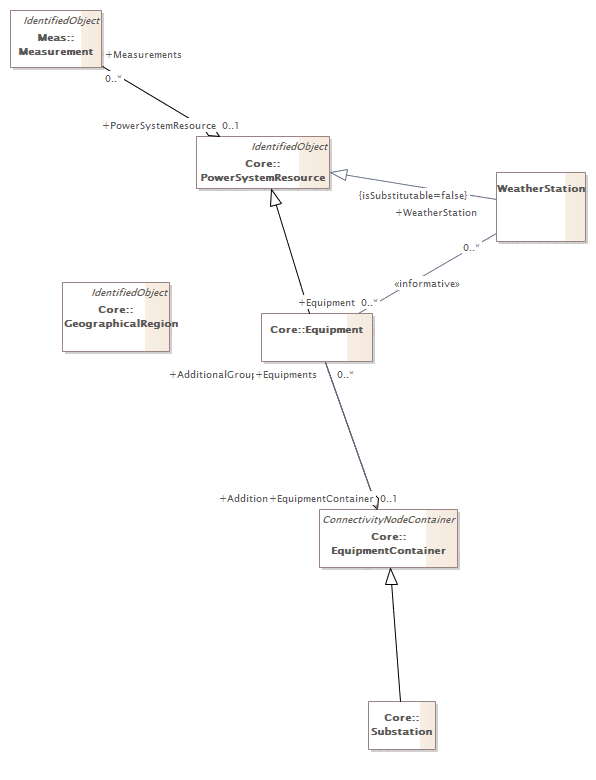 IdentifiedObject
Meas::
Measurement
+Measurements
0..*
+PowerSystemResource 0..1
IdentifiedObject
Core::
PowerSystemResource
WeatherStation
{isSubstitutable=false}
+WeatherStation
0..*
«informative»
IdentifiedObject
Core::
GeographicalRegion
+Equipment 0..*
Core::Equipment
+AdditionalGroup +Equipments 0..*
+Addition +EquipmentContainer 0..1
ConnectivityNodeContainer
Core::
EquipmentContainer
Core::
Substation